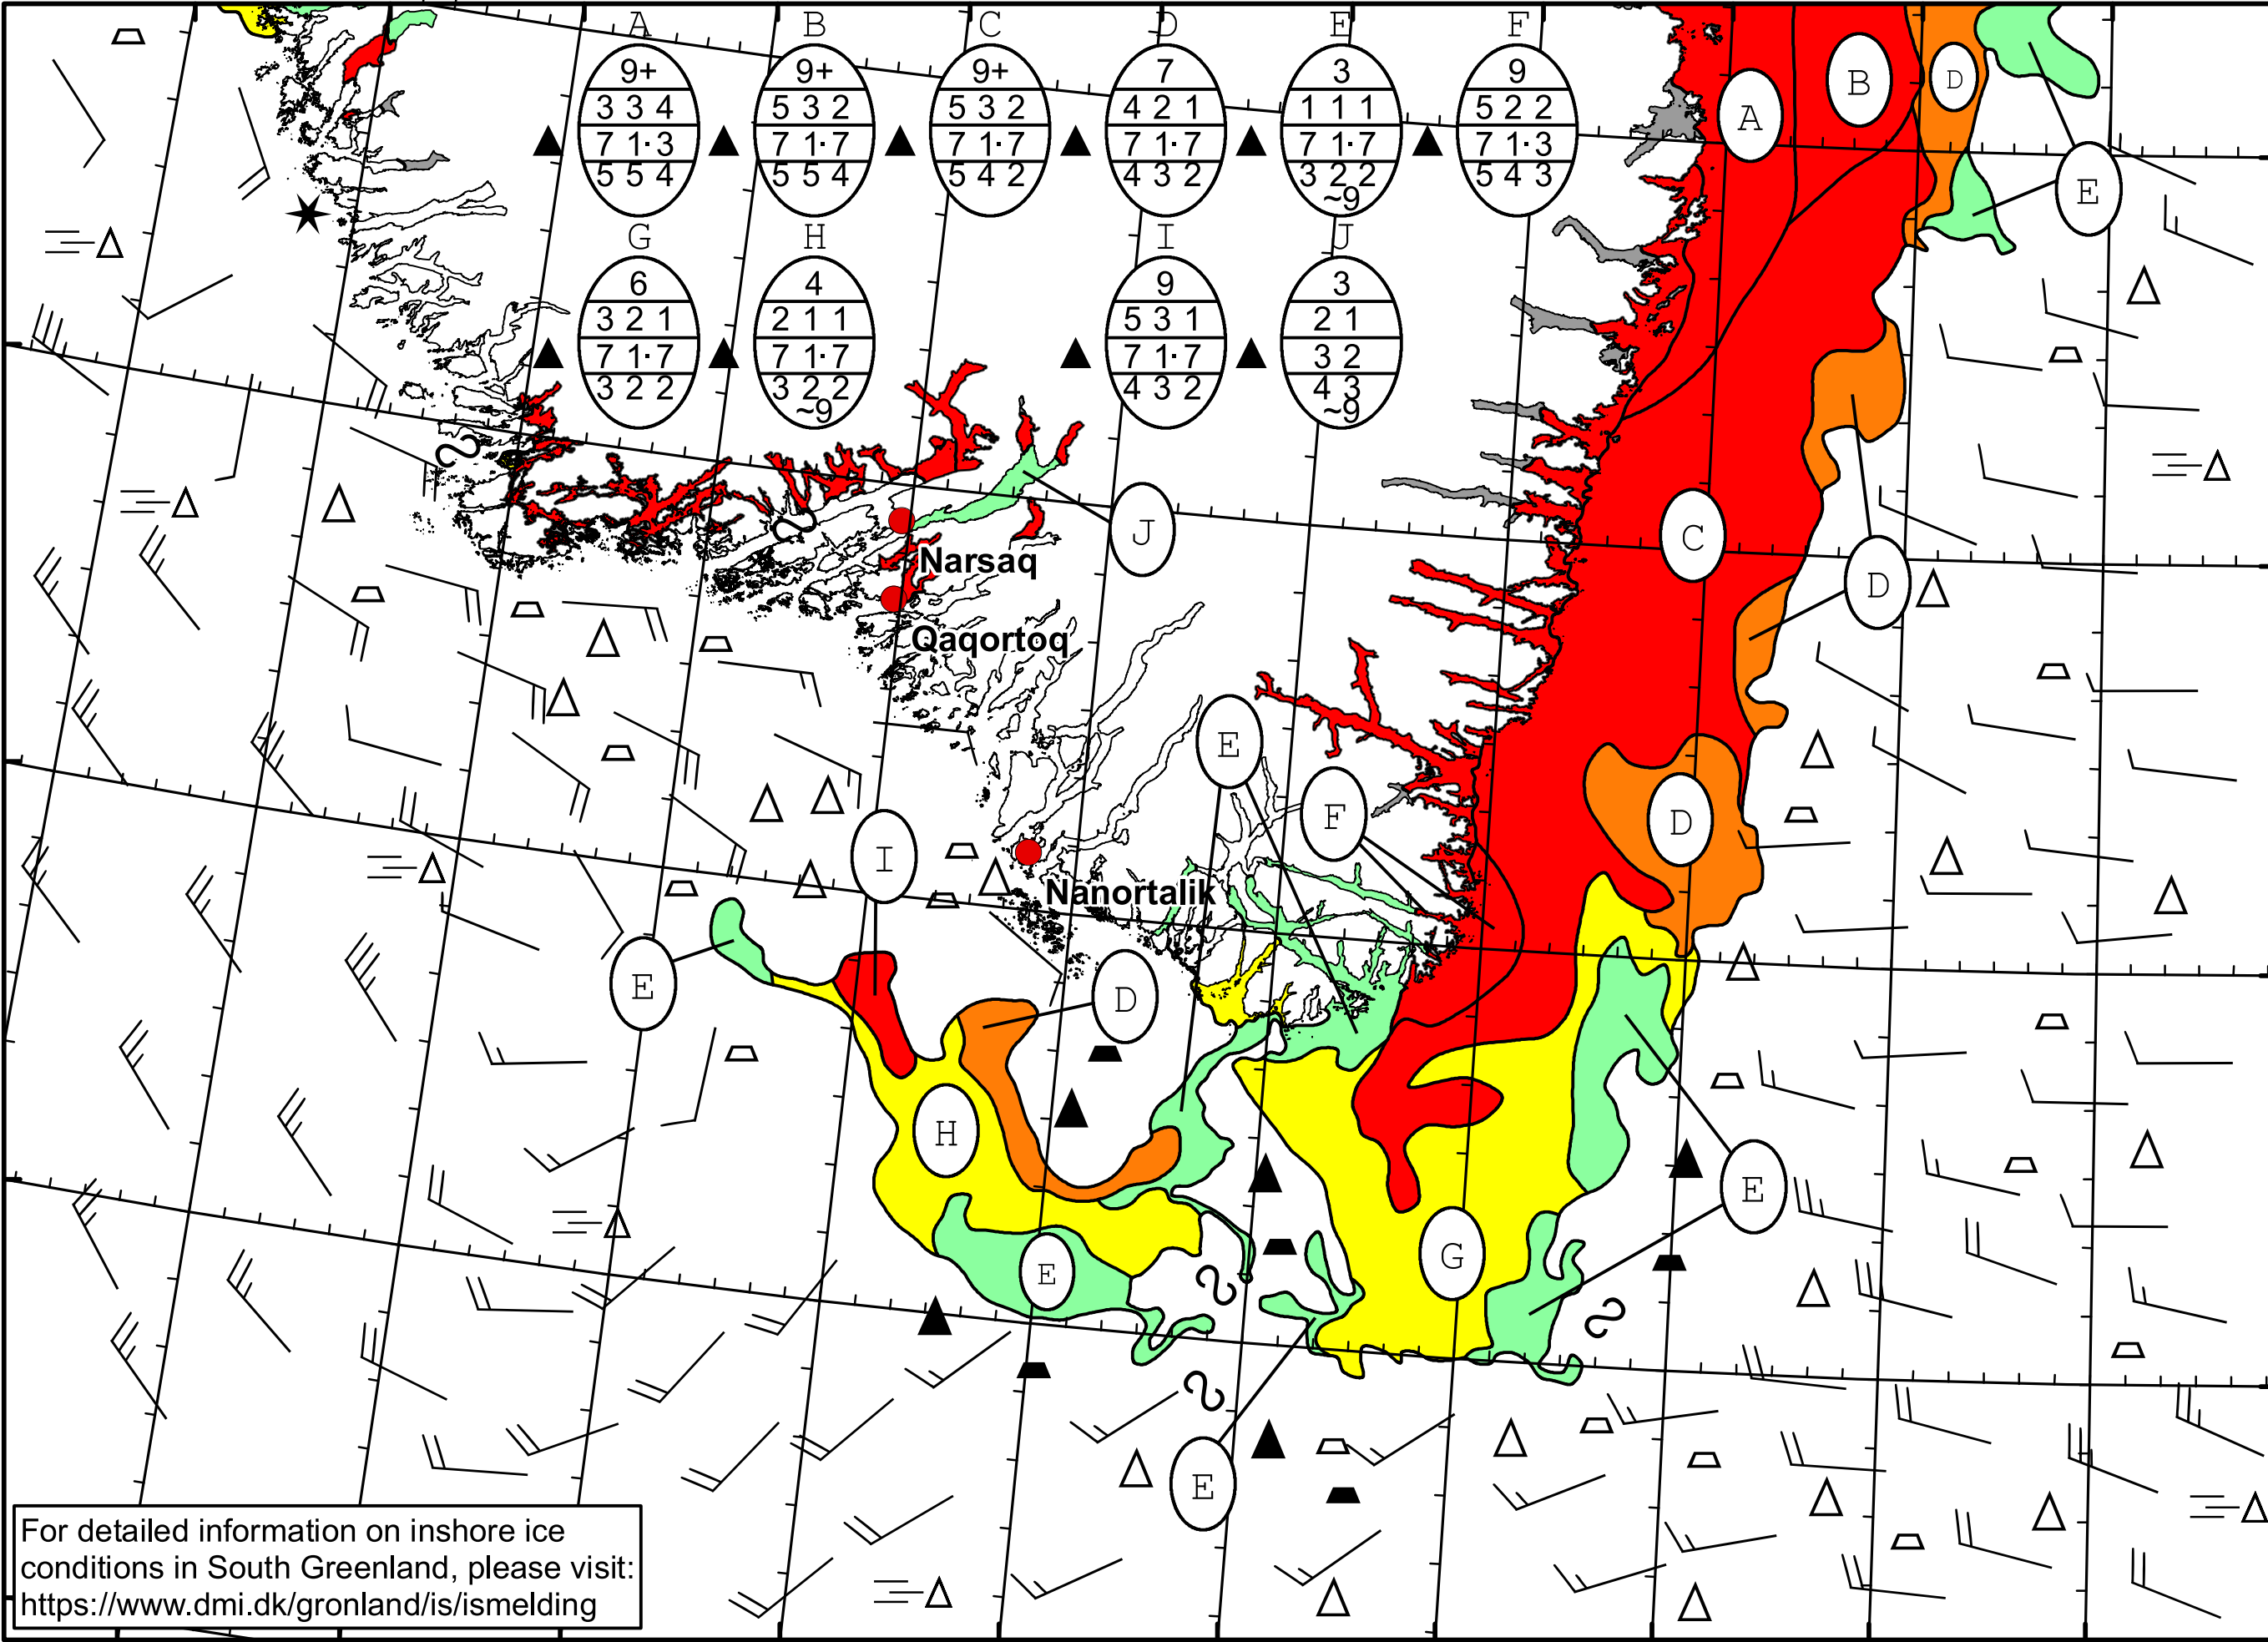 A B C D E F
9+ 9+ 9+ 7 3 9
3 3 4 5 3 2 5 3 2 4 2 1 1 1 1 5 2 2
7 1· 3 7 1· 7 7 1· 7 7 1· 7 7 1· 7 7 1· 3
5 5 4 5 5 4 5 4 2 4 3 2 3 2 2 5 4 3
~9
G H I J
6 4 9 3
3 2 1 2 1 1 5 3 1 2 1
7 1· 7 7 1· 7 7 1· 7 3 2
3 2 2 3 2 2 4 3 2 4 3
~9 ~9
B
D
A
E
J
C
Narsaq
D
Qaqortoq
E
F
D
I
Nanortalik
E
D
H
E
G
E
E
For detailed information on inshore ice
conditions in South Greenland, please visit:
https://www.dmi.dk/gronland/is/ismelding